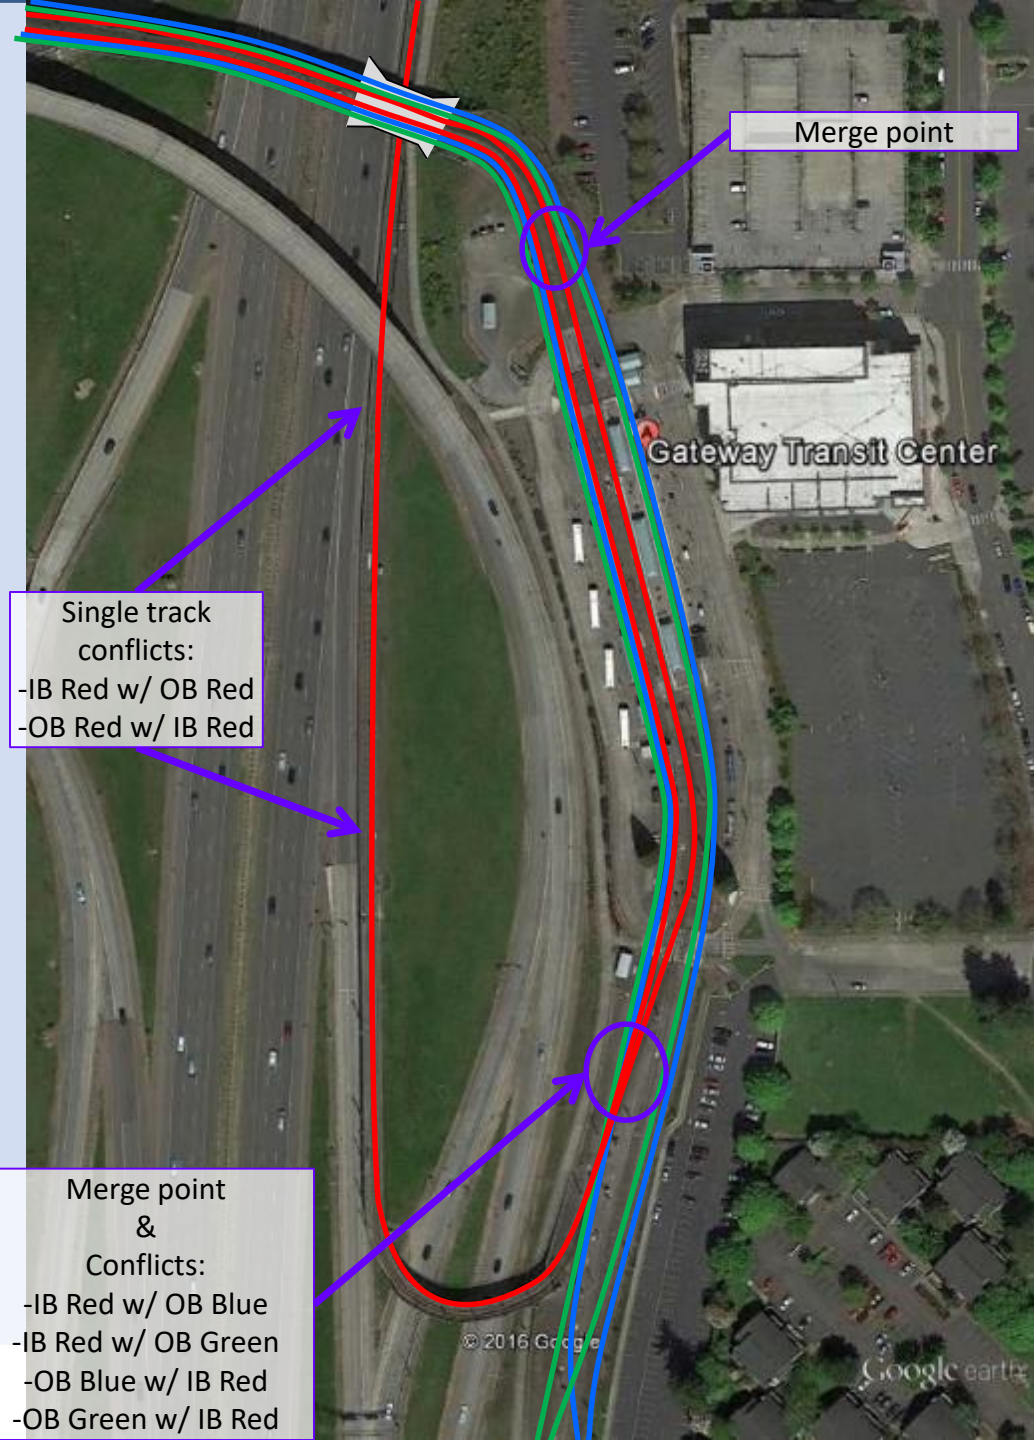 Merge point
Gateway Transit Center
Single track
conflicts:
-IB Red w/ OB Red
-OB Red w/ IB Red
Merge point
&
Conflicts:
-IB Red w/ OB Blue
-IB Red w/ OB Green
-OB Blue w/ IB Red
-OB Green w/ IB Red
© 2016 Google
Google earth